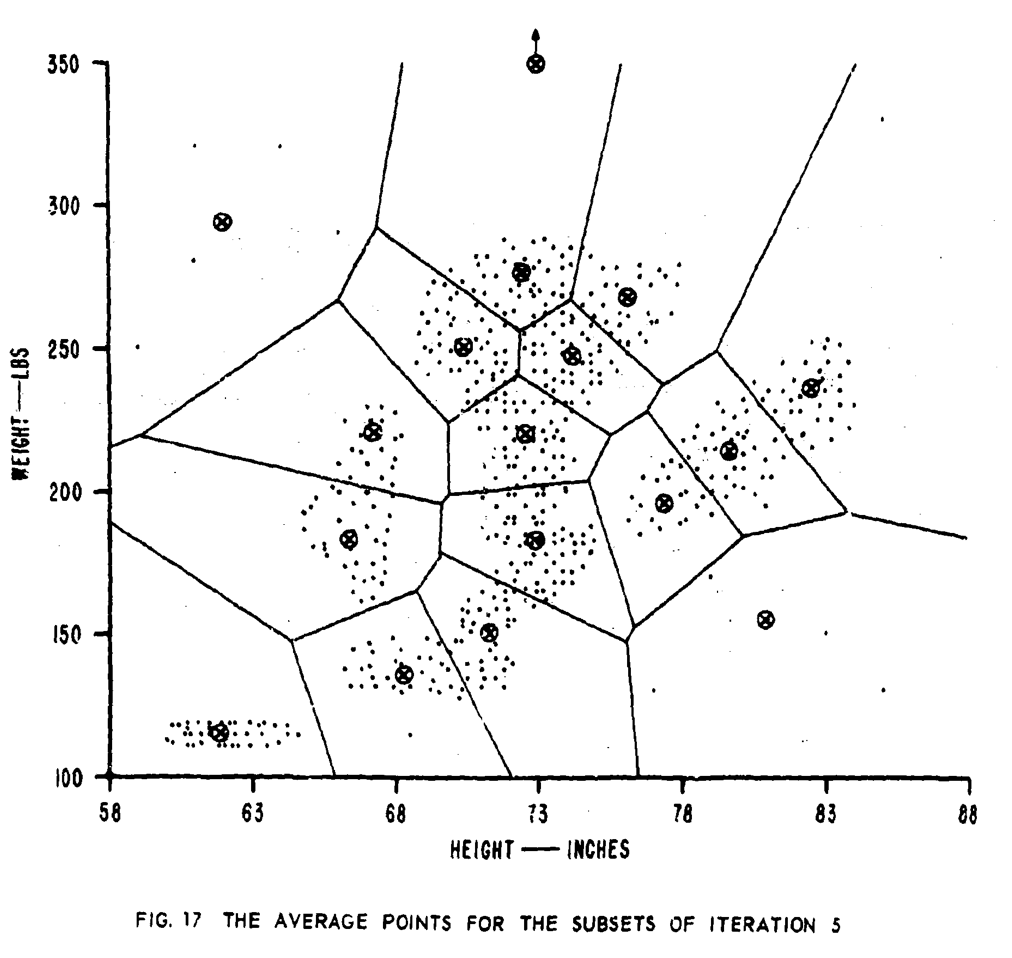 350
300
250
200
150
100
WEIGHT — LBS
58 63 68 73 78 83 88
HEIGHT — INCHES
FIG. 17 THE AVERAGE POINTS FOR THE SUBSETS OF ITERATION 5